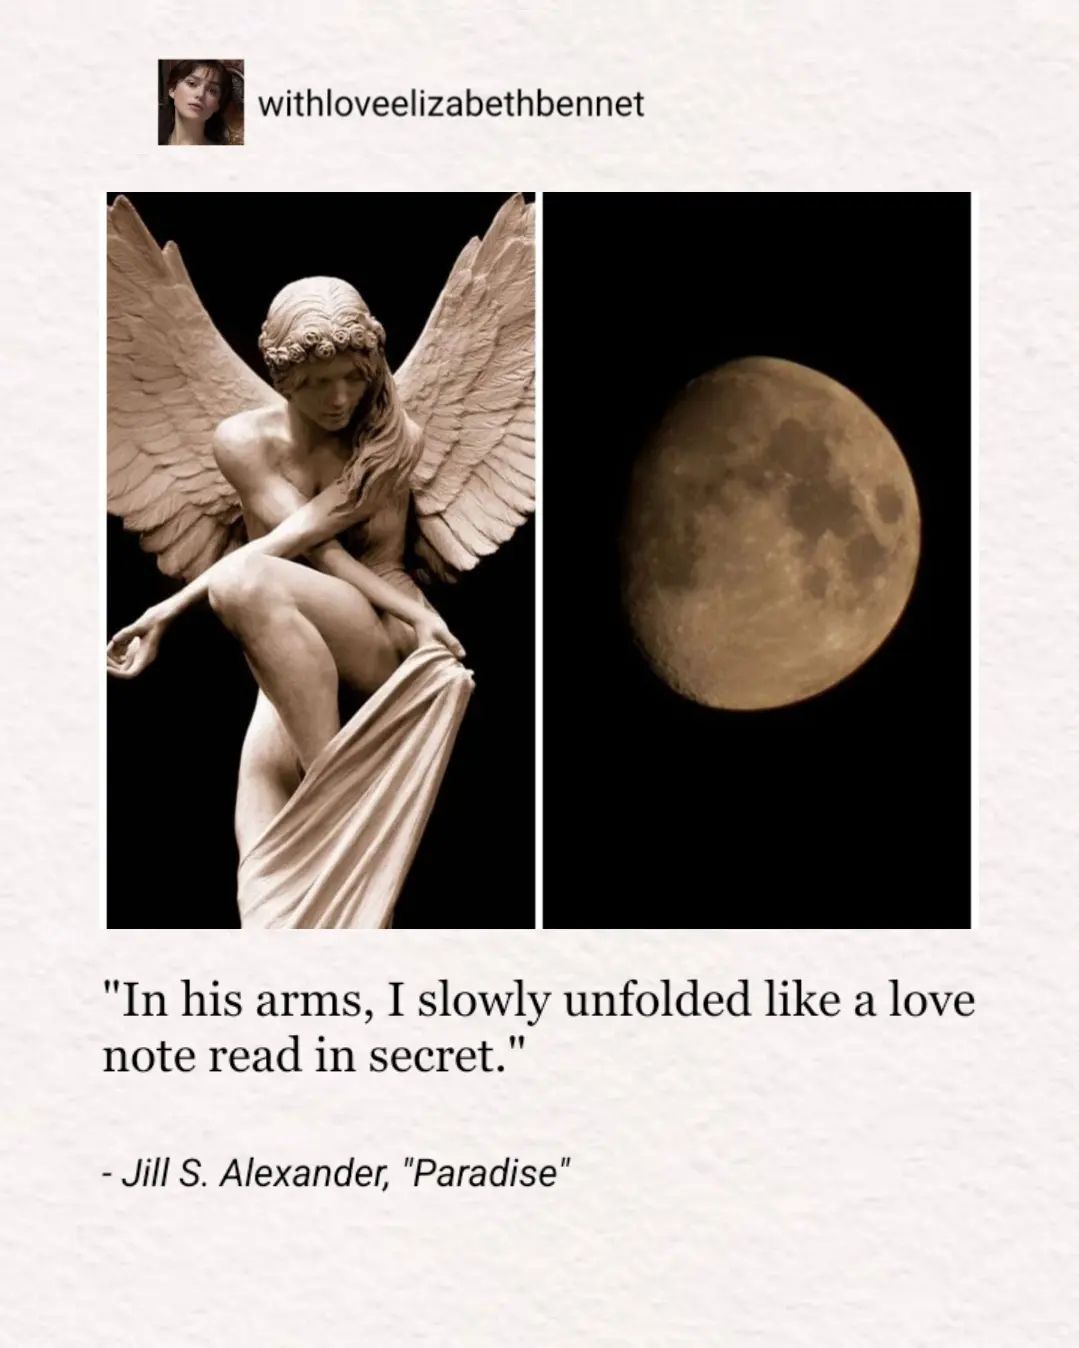 withloveelizabethbennet
"In his arms, I slowly unfolded like a love
note read in secret."
- Jill S. Alexander, "Paradise"